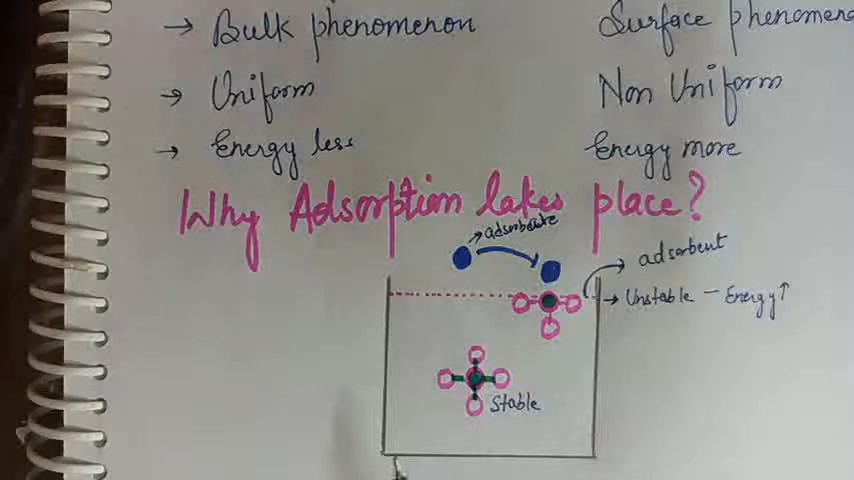 → Bulk phenomenon Surface phenomen
→ Uniform Non Uniform
→ Energy less Energy more
Why Adsorption takes place?
→ adsorbate
→ adsorbent
→ Unstable - Energy↑
Stable